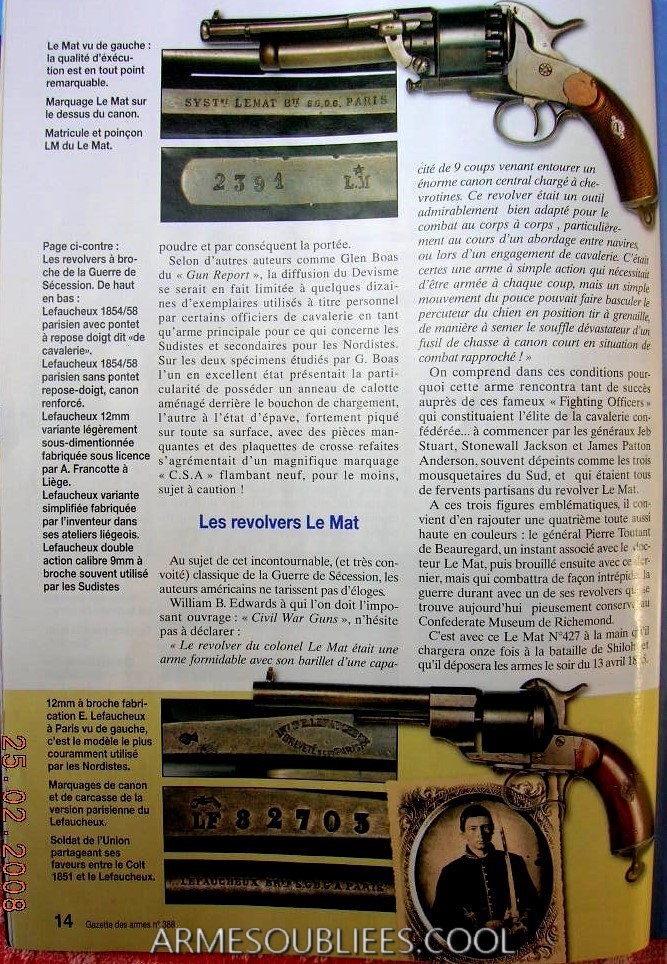 Le Mat vu de gauche :
la qualité d'éxécu-
tion est en tout point
remarquable.
Marquage Le Mat sur
le dessus du canon.
Matricule et poinçon
LM du Le Mat.
SYSTe LEMAT Bte S.G.D.G. PARIS
2391 LM
Page ci-contre :
Les revolvers à bro-
che de la Guerre de
Sécession. De haut
en bas :
Lefaucheux 1854/58
parisien avec pontet
à repose doigt dit «de
cavalerie».
Lefaucheux 1854/58
parisien sans pontet
repose-doigt, canon
renforcé.
Lefaucheux 12mm
variante légèrement
sous-dimentionnée
fabriquée sous licence
par A. Francotte à
Liège.
Lefaucheux variante
simplifiée fabriquée
par l'inventeur dans
ses ateliers liégeois.
Lefaucheux double
action calibre 9mm à
broche souvent utilisé
par les Sudistes
poudre et par conséquent la portée.
Selon d'autres auteurs comme Glen Boas
du « Gun Report », la diffusion du Devisme
se serait en fait limitée à quelques dizai-
nes d'exemplaires utilisés à titre personnel
par certains officiers de cavalerie en tant
qu'arme principale pour ce qui concerne les
Sudistes et secondaires pour les Nordistes.
Sur les deux spécimens étudiés par G. Boas
l'un en excellent état présentait la parti-
cularité de posséder un anneau de calotte
aménagé derrière le bouchon de chargement,
l'autre à l'état d'épave, fortement piqué
sur toute sa surface, avec des pièces man-
quantes et des plaquettes de crosse refaites
s'agrémentait d'un magnifique marquage
« C.S.A » flambant neuf, pour le moins,
sujet à caution !
Les revolvers Le Mat
Au sujet de cet incontournable, (et très con-
voité) classique de la Guerre de Sécession, les
auteurs américains ne tarissent pas d'éloges.
William B. Edwards à qui l'on doit l'impo-
sant ouvrage : « Civil War Guns », n'hésite
pas à déclarer :
« Le revolver du colonel Le Mat était une
arme formidable avec son barillet d'une capa-
cité de 9 coups venant entourer un
énorme canon central chargé à che-
vrotines. Ce revolver était un outil
admirablement bien adapté pour le
combat au corps à corps , particulière-
ment au cours d'un abordage entre navires,
ou lors d'un engagement de cavalerie. C'était
certes une arme à simple action qui nécessitait
d'être armée à chaque coup, mais un simple
mouvement du pouce pouvait faire basculer le
percuteur du chien en position tir à grenaille,
de manière à semer le souffle dévastateur d'un
fusil de chasse à canon court en situation de
combat rapproché ! »
On comprend dans ces conditions pour-
quoi cette arme rencontra tant de succès
auprès de ces fameux « Fighting Officers »
qui constituaient l'élite de la cavalerie con-
fédérée... à commencer par les généraux Jeb
Stuart, Stonewall Jackson et James Patton
Anderson, souvent dépeints comme les trois
mousquetaires du Sud, et qui étaient tous
de fervents partisans du revolver Le Mat.
A ces trois figures emblématiques, il con-
vient d'en rajouter une quatrième toute aussi
haute en couleurs : le général Pierre Toutant
de Beauregard, un instant associé avec le doc-
teur Le Mat, puis brouillé ensuite avec ce der-
nier, mais qui combattra de façon intrépide la
guerre durant avec un de ses revolvers qui se
trouve aujourd'hui pieusement conservé au
Confederate Museum de Richemond.
C'est avec ce Le Mat N°427 à la main qu'il
chargera onze fois à la bataille de Shiloh et
qu'il déposera les armes le soir du 13 avril 1865.
12mm à broche fabri-
cation E. Lefaucheux
à Paris vu de gauche,
c'est le modèle le plus
couramment utilisé
par les Nordistes.
Marquages de canon
et de carcasse de la
version parisienne du
Lefaucheux.
Soldat de l'Union
partageant ses
faveurs entre le Colt
1851 et le Lefaucheux.
E. LEFAUCHEUX
LF 82703
LEFAUCHEUX BRTE S.G.D.G. A PARIS
14 Gazette des armes n° 388
25.02.2008
ARMESOUBLIEES.COOL